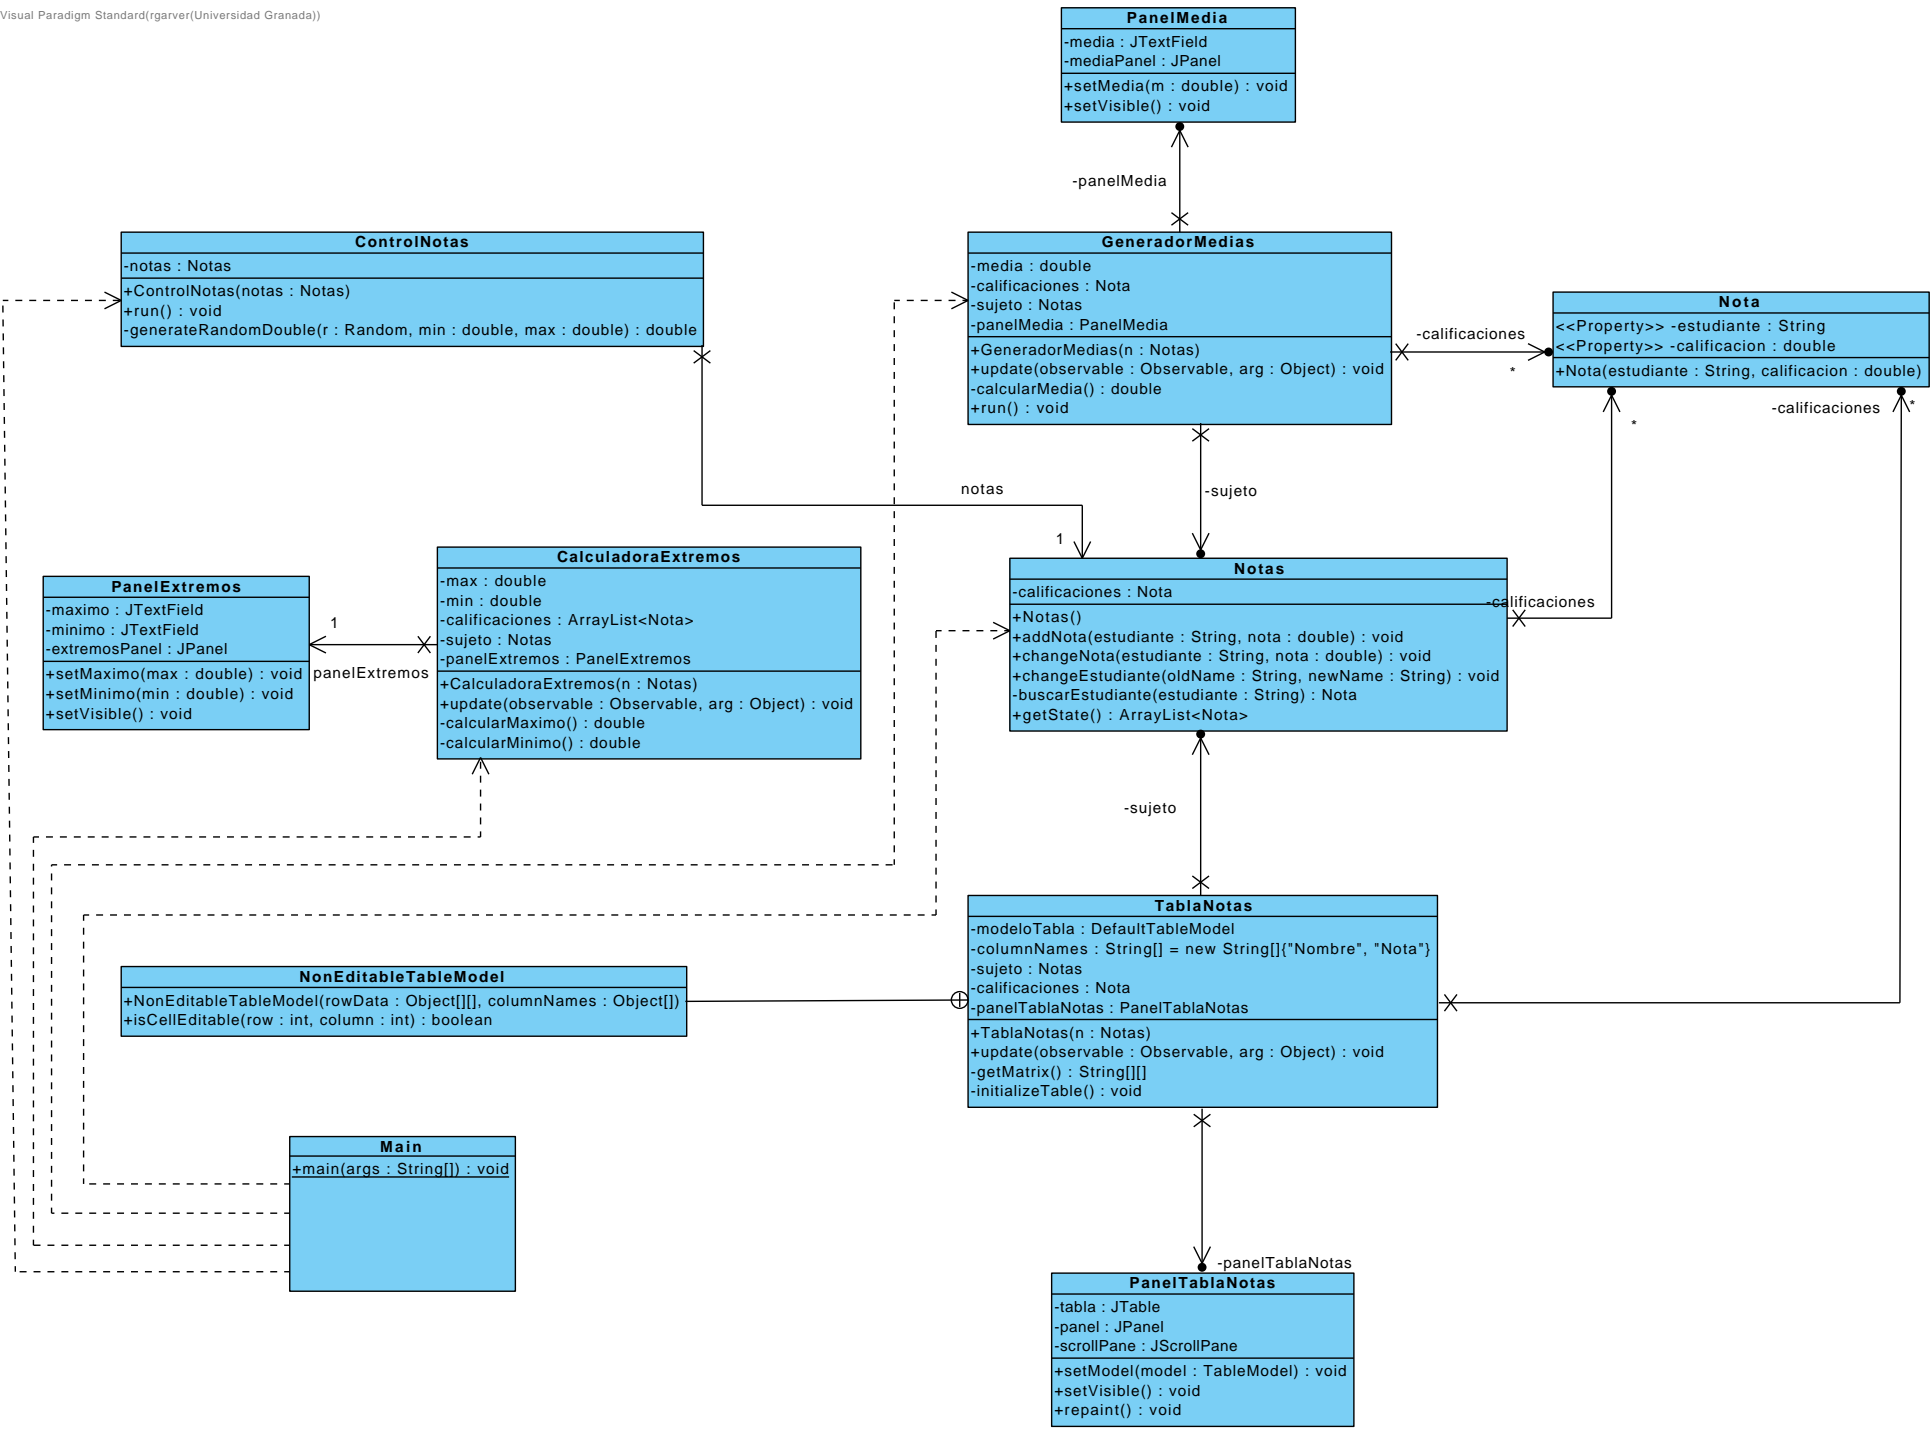 Visual Paradigm Standard(rgarver(Universidad Granada))
PanelMedia
-media : JTextField
-mediaPanel : JPanel
+setMedia(m : double) : void
+setVisible() : void
-panelMedia
ControlNotas
-notas : Notas
+ControlNotas(notas : Notas)
+run() : void
-generateRandomDouble(r : Random, min : double, max : double) : double
GeneradorMedias
-media : double
-calificaciones : Nota
-sujeto : Notas
-panelMedia : PanelMedia
+GeneradorMedias(n : Notas)
+update(observable : Observable, arg : Object) : void
-calcularMedia() : double
+run() : void
-calificaciones
*
Nota
<<Property>> -estudiante : String
<<Property>> -calificacion : double
+Nota(estudiante : String, calificacion : double)
-calificaciones
*
*
notas
1
-sujeto
PanelExtremos
-maximo : JTextField
-minimo : JTextField
-extremosPanel : JPanel
+setMaximo(max : double) : void
+setMinimo(min : double) : void
+setVisible() : void
1
panelExtremos
CalculadoraExtremos
-max : double
-min : double
-calificaciones : ArrayList<Nota>
-sujeto : Notas
-panelExtremos : PanelExtremos
+CalculadoraExtremos(n : Notas)
+update(observable : Observable, arg : Object) : void
-calcularMaximo() : double
-calcularMinimo() : double
Notas
-calificaciones : Nota
+Notas()
+addNota(estudiante : String, nota : double) : void
+changeNota(estudiante : String, nota : double) : void
+changeEstudiante(oldName : String, newName : String) : void
-buscarEstudiante(estudiante : String) : Nota
+getState() : ArrayList<Nota>
-calificaciones
-sujeto
TablaNotas
-modeloTabla : DefaultTableModel
-columnNames : String[] = new String[]{"Nombre", "Nota"}
-sujeto : Notas
-calificaciones : Nota
-panelTablaNotas : PanelTablaNotas
+TablaNotas(n : Notas)
+update(observable : Observable, arg : Object) : void
-getMatrix() : String[][]
-initializeTable() : void
NonEditableTableModel
+NonEditableTableModel(rowData : Object[][], columnNames : Object[])
+isCellEditable(row : int, column : int) : boolean
Main
+main(args : String[]) : void
-panelTablaNotas
PanelTablaNotas
-tabla : JTable
-panel : JPanel
-scrollPane : JScrollPane
+setModel(model : TableModel) : void
+setVisible() : void
+repaint() : void